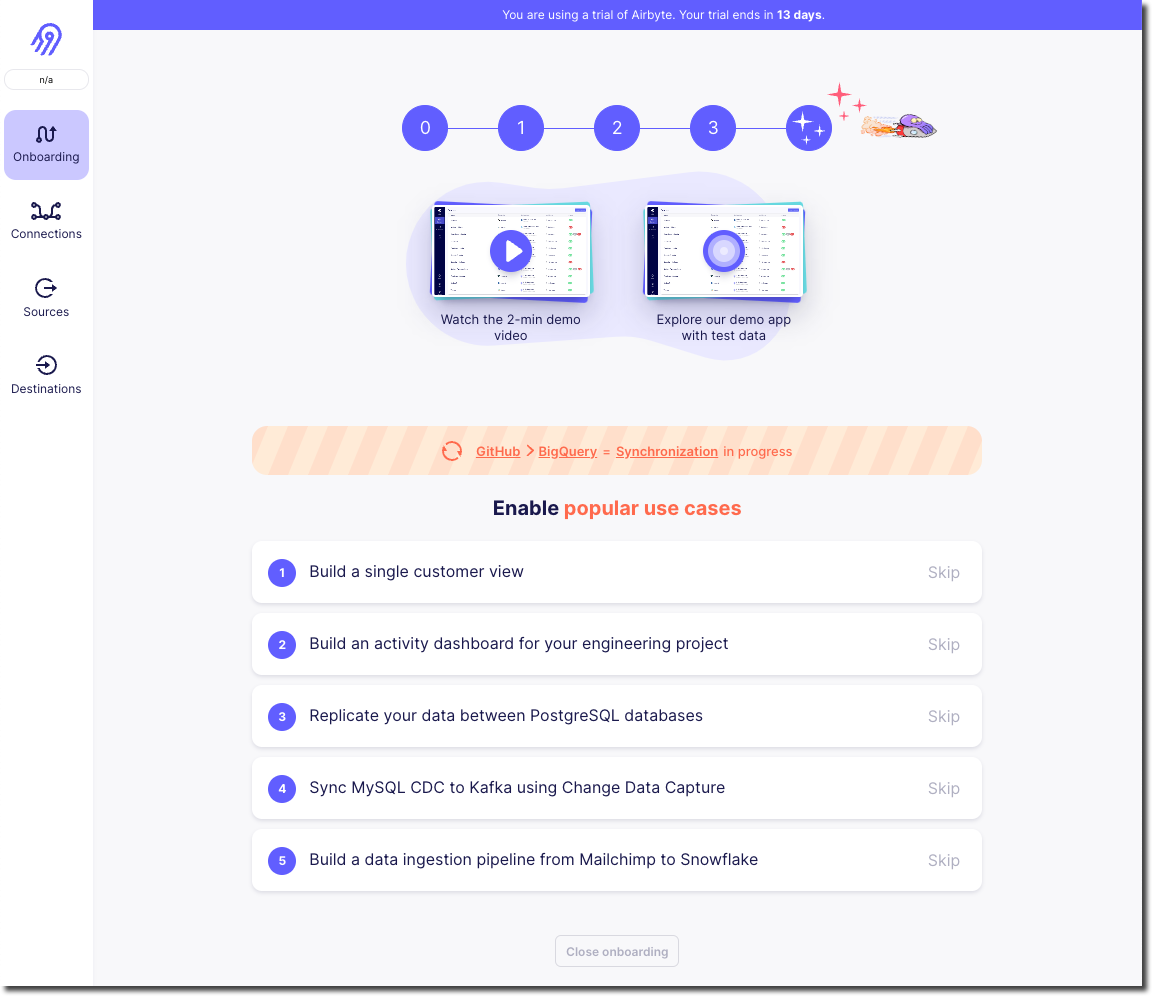 You are using a trial of Airbyte. Your trial ends in 13 days.
n/a
Onboarding
Connections
Sources
Destinations
0
1
2
3
Watch the 2-min demo
video
Explore our demo app
with test data
GitHub > BigQuery = Synchronization in progress
Enable popular use cases
1 Build a single customer view Skip
2 Build an activity dashboard for your engineering project Skip
3 Replicate your data between PostgreSQL databases Skip
4 Sync MySQL CDC to Kafka using Change Data Capture Skip
5 Build a data ingestion pipeline from Mailchimp to Snowflake Skip
Close onboarding